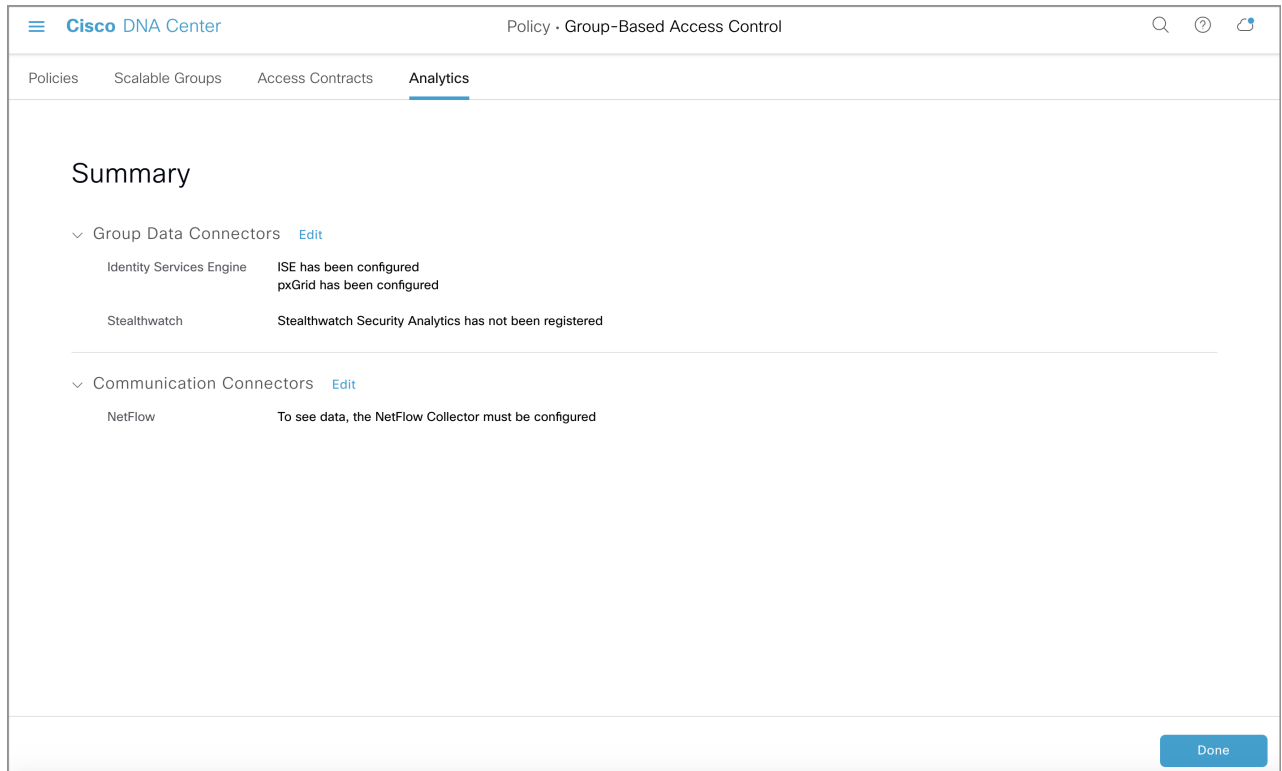 Cisco DNA Center
Policy · Group-Based Access Control
Policies Scalable Groups Access Contracts Analytics
Summary
Group Data Connectors Edit
Identity Services Engine ISE has been configured
pxGrid has been configured
Stealthwatch Stealthwatch Security Analytics has not been registered
Communication Connectors Edit
NetFlow To see data, the NetFlow Collector must be configured
Done